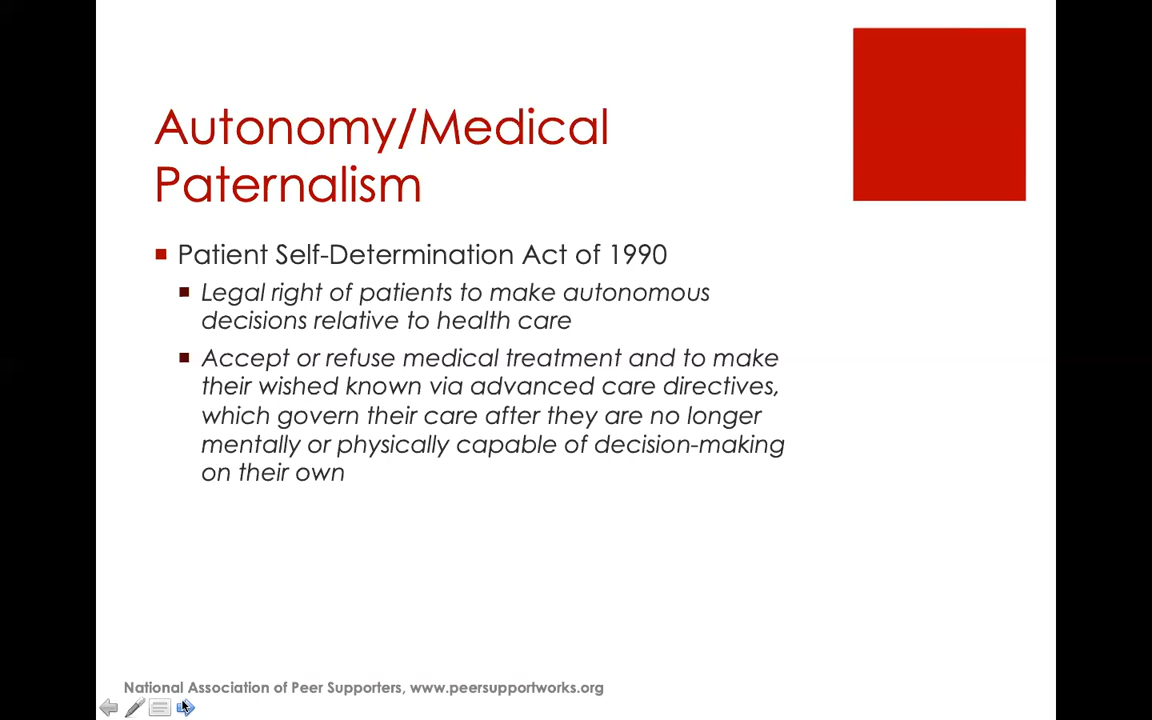 Autonomy/Medical
Paternalism
Patient Self-Determination Act of 1990
Legal right of patients to make autonomous
decisions relative to health care
Accept or refuse medical treatment and to make
their wished known via advanced care directives,
which govern their care after they are no longer
mentally or physically capable of decision-making
on their own
National Association of Peer Supporters, www.peersupportworks.org